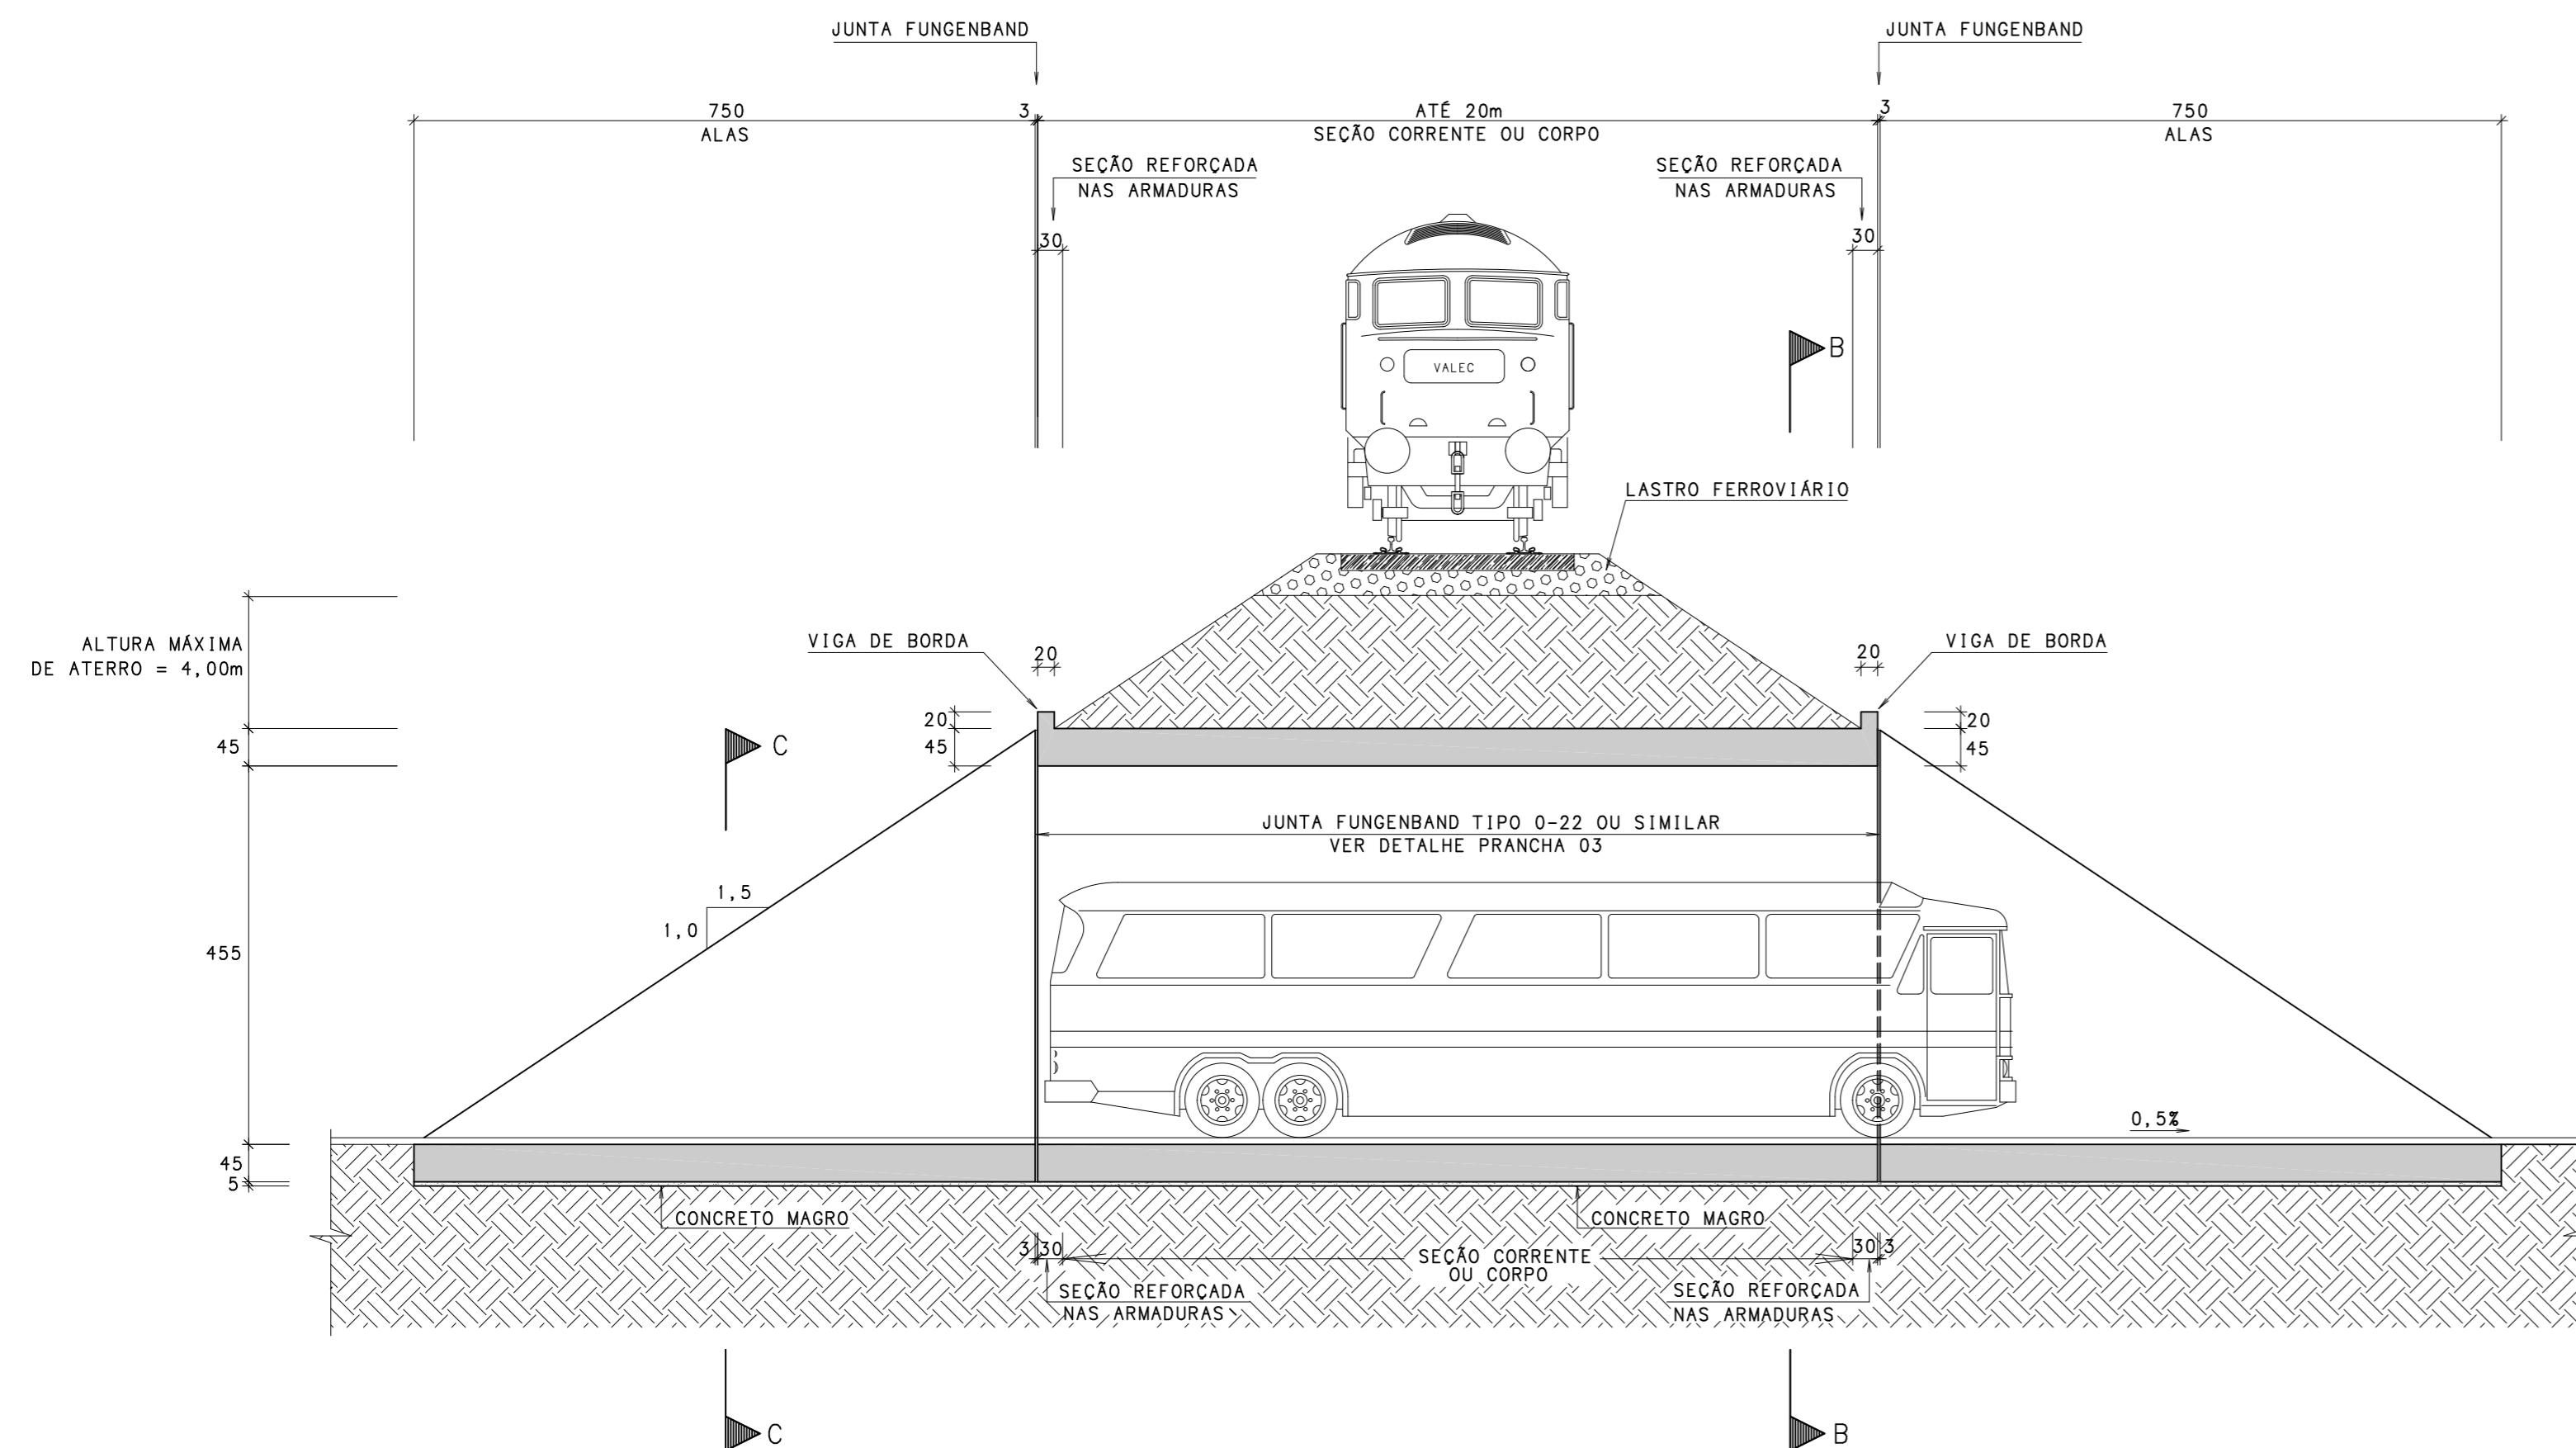 JUNTA FUNGENBAND
JUNTA FUNGENBAND
750
3
ATÉ 20m
3
750
ALAS
SEÇÃO CORRENTE OU CORPO
ALAS
SEÇÃO REFORÇADA
NAS ARMADURAS
SEÇÃO REFORÇADA
NAS ARMADURAS
30
30
B
VALEC
LASTRO FERROVIÁRIO
ALTURA MÁXIMA
DE ATERRO = 4,00m
VIGA DE BORDA
20
20
VIGA DE BORDA
20
45
20
45
45
C
JUNTA FUNGENBAND TIPO O-22 OU SIMILAR
VER DETALHE PRANCHA 03
1,5
1,0
455
0,5%
45
5
CONCRETO MAGRO
CONCRETO MAGRO
3
30
SEÇÃO CORRENTE
OU CORPO
30
3
SEÇÃO REFORÇADA
NAS ARMADURAS
SEÇÃO REFORÇADA
NAS ARMADURAS
C
B